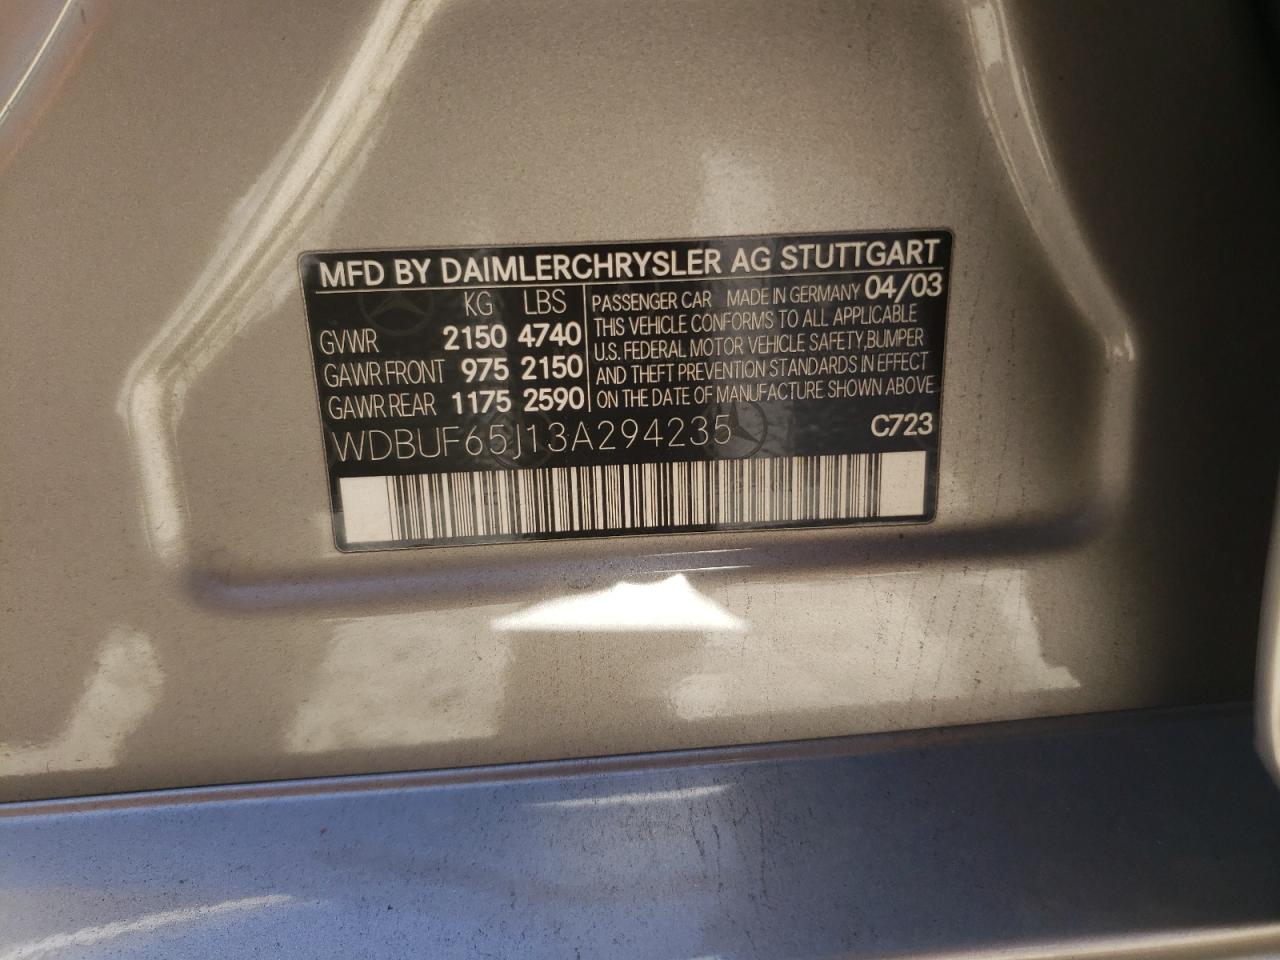 MFD BY DAIMLERCHRYSLER AG STUTTGART
KG LBS
GVWR 2150 4740
GAWR FRONT 975 2150
GAWR REAR 1175 2590
PASSENGER CAR MADE IN GERMANY 04/03
THIS VEHICLE CONFORMS TO ALL APPLICABLE
U.S. FEDERAL MOTOR VEHICLE SAFETY,BUMPER
AND THEFT PREVENTION STANDARDS IN EFFECT
ON THE DATE OF MANUFACTURE SHOWN ABOVE
WDBUF65J13A294235
C723